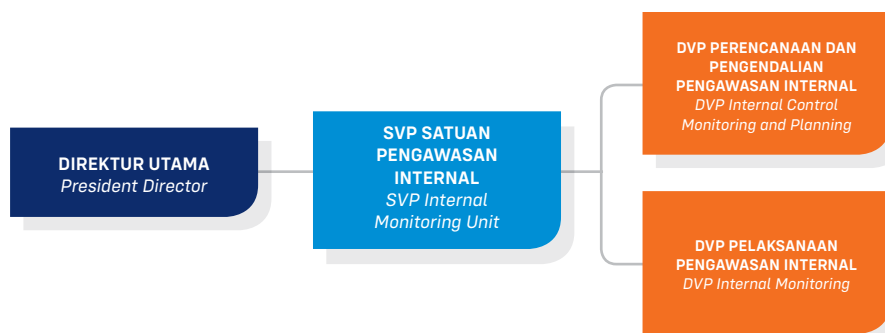 DIREKTUR UTAMA
President Director
SVP SATUAN
PENGAWASAN
INTERNAL
SVP Internal
Monitoring Unit
DVP PERENCANAAN DAN
PENGENDALIAN
PENGAWASAN INTERNAL
DVP Internal Control
Monitoring and Planning
DVP PELAKSANAAN
PENGAWASAN INTERNAL
DVP Internal Monitoring